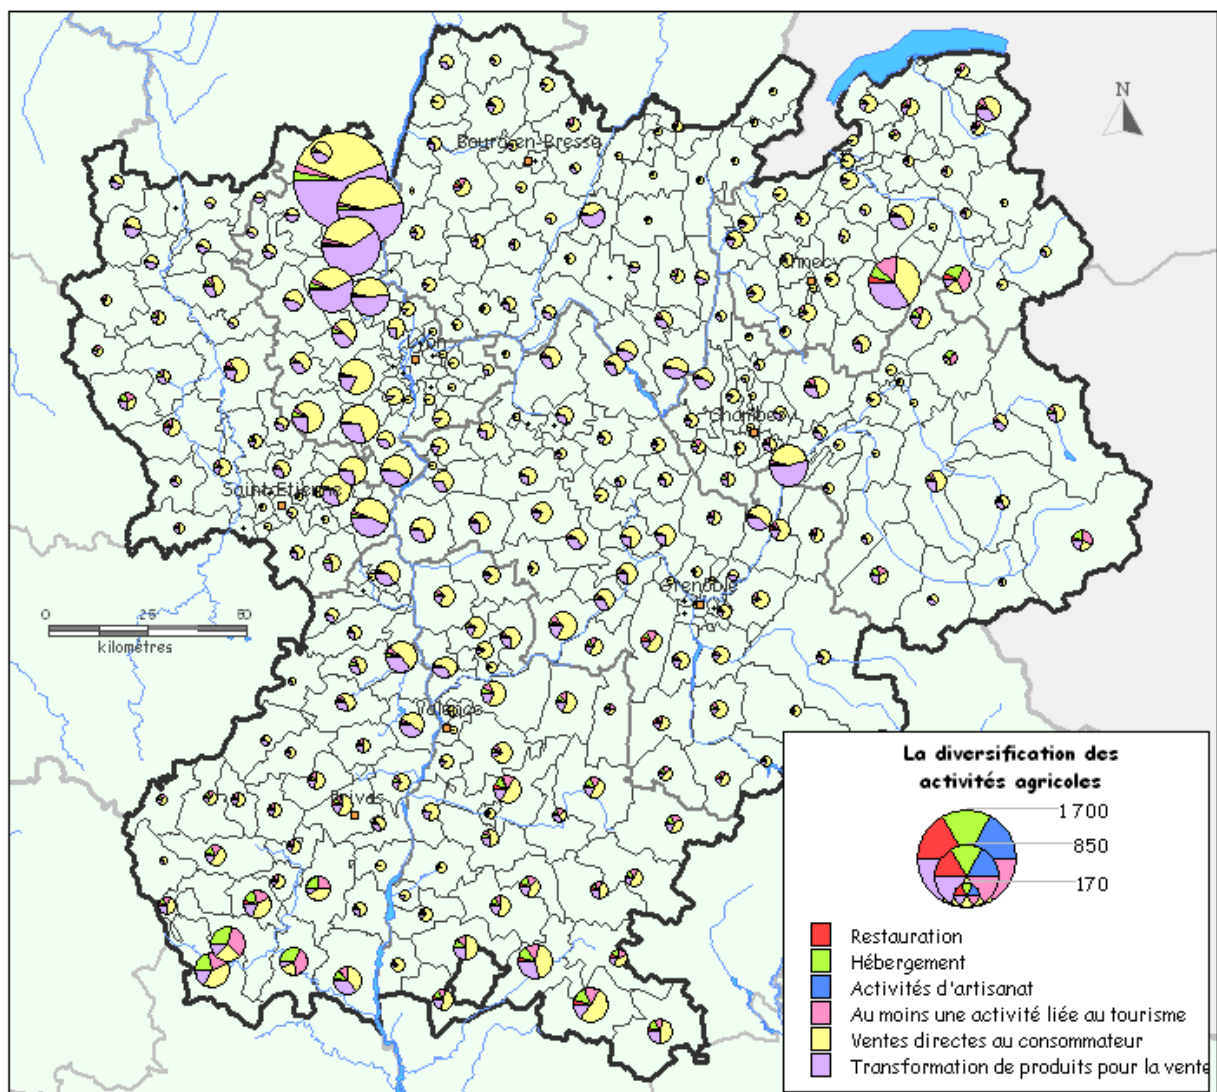 N
Bourg-en-Bresse
Annecy
Lyon
Chambéry
Saint-Etienne
Grenoble
0 25 50
kilomètres
Valence
Privas
La diversification des
activités agricoles
1700
850
170
Restauration
Hébergement
Activités d'artisanat
Au moins une activité liée au tourisme
Ventes directes au consommateur
Transformation de produits pour la vente